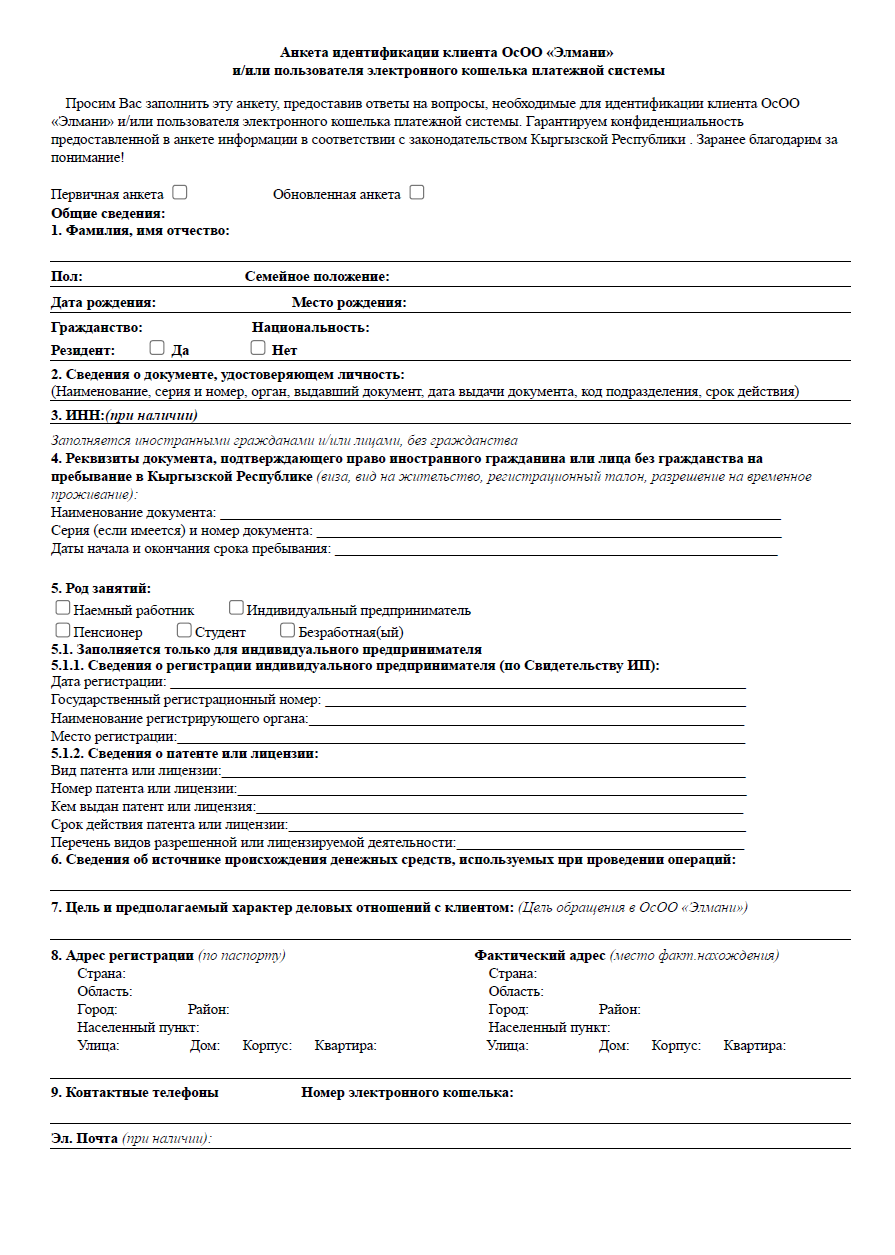 Анкета идентификации клиента ОсОО «Элмани»
и/или пользователя электронного кошелька платежной системы
Просим Вас заполнить эту анкету, предоставив ответы на вопросы, необходимые для идентификации клиента ОсОО
«Элмани» и/или пользователя электронного кошелька платежной системы. Гарантируем конфиденциальность
предоставленной в анкете информации в соответствии с законодательством Кыргызской Республики . Заранее благодарим за
понимание!
Первичная анкета Обновленная анкета
Общие сведения:
1. Фамилия, имя отчество:
Пол: Семейное положение:
Дата рождения: Место рождения:
Гражданство: Национальность:
Резидент: Да Нет
2. Сведения о документе, удостоверяющем личность:
(Наименование, серия и номер, орган, выдавший документ, дата выдачи документа, код подразделения, срок действия)
3. ИНН:(при наличии)
Заполняется иностранными гражданами и/или лицами, без гражданства
4. Реквизиты документа, подтверждающего право иностранного гражданина или лица без гражданства на
пребывание в Кыргызской Республике (виза, вид на жительство, регистрационный талон, разрешение на временное
проживание):
Наименование документа:
Серия (если имеется) и номер документа:
Даты начала и окончания срока пребывания:
5. Род занятий:
Наемный работник Индивидуальный предприниматель
Пенсионер Студент Безработная(ый)
5.1. Заполняется только для индивидуального предпринимателя
5.1.1. Сведения о регистрации индивидуального предпринимателя (по Свидетельству ИП):
Дата регистрации:
Государственный регистрационный номер:
Наименование регистрирующего органа:
Место регистрации:
5.1.2. Сведения о патенте или лицензии:
Вид патента или лицензии:
Номер патента или лицензии:
Кем выдан патент или лицензия:
Срок действия патента или лицензии:
Перечень видов разрешенной или лицензируемой деятельности:
6. Сведения об источнике происхождения денежных средств, используемых при проведении операций:
7. Цель и предполагаемый характер деловых отношений с клиентом: (Цель обращения в ОсОО «Элмани»)
8. Адрес регистрации (по паспорту) Фактический адрес (место факт.нахождения)
Страна: Страна:
Область: Область:
Город: Район: Город: Район:
Населенный пункт: Населенный пункт:
Улица: Дом: Корпус: Квартира: Улица: Дом: Корпус: Квартира:
9. Контактные телефоны Номер электронного кошелька:
Эл. Почта (при наличии):